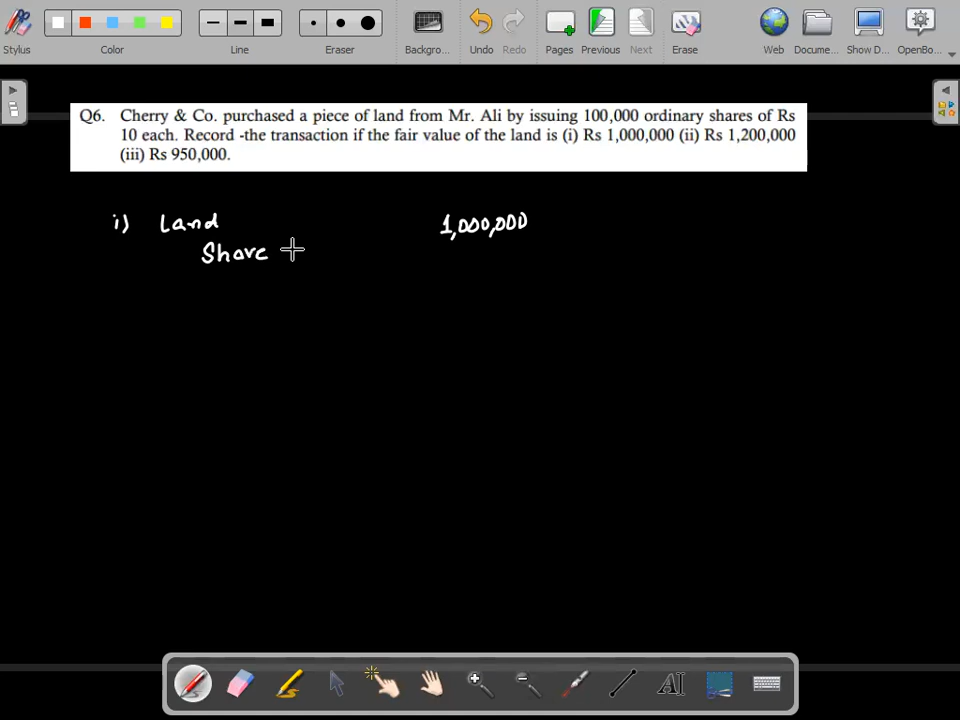 Stylus
Color
Line
Eraser
Backgro...
Undo
Redo
Pages
Previous
Next
Erase
Web
Docume...
Show D...
OpenBo...
Q6. Cherry & Co. purchased a piece of land from Mr. Ali by issuing 100,000 ordinary shares of Rs
10 each. Record -the transaction if the fair value of the land is (i) Rs 1,000,000 (ii) Rs 1,200,000
(iii) Rs 950,000.
i) Land 1,000,000
Share